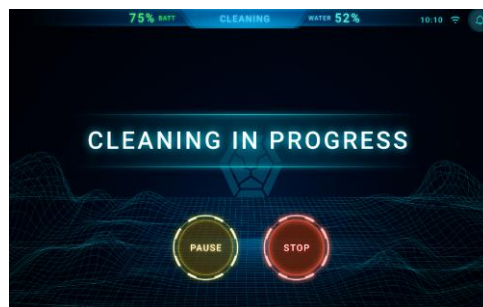 75% BATT CLEANING WATER 52% 10:10
CLEANING IN PROGRESS
PAUSE STOP